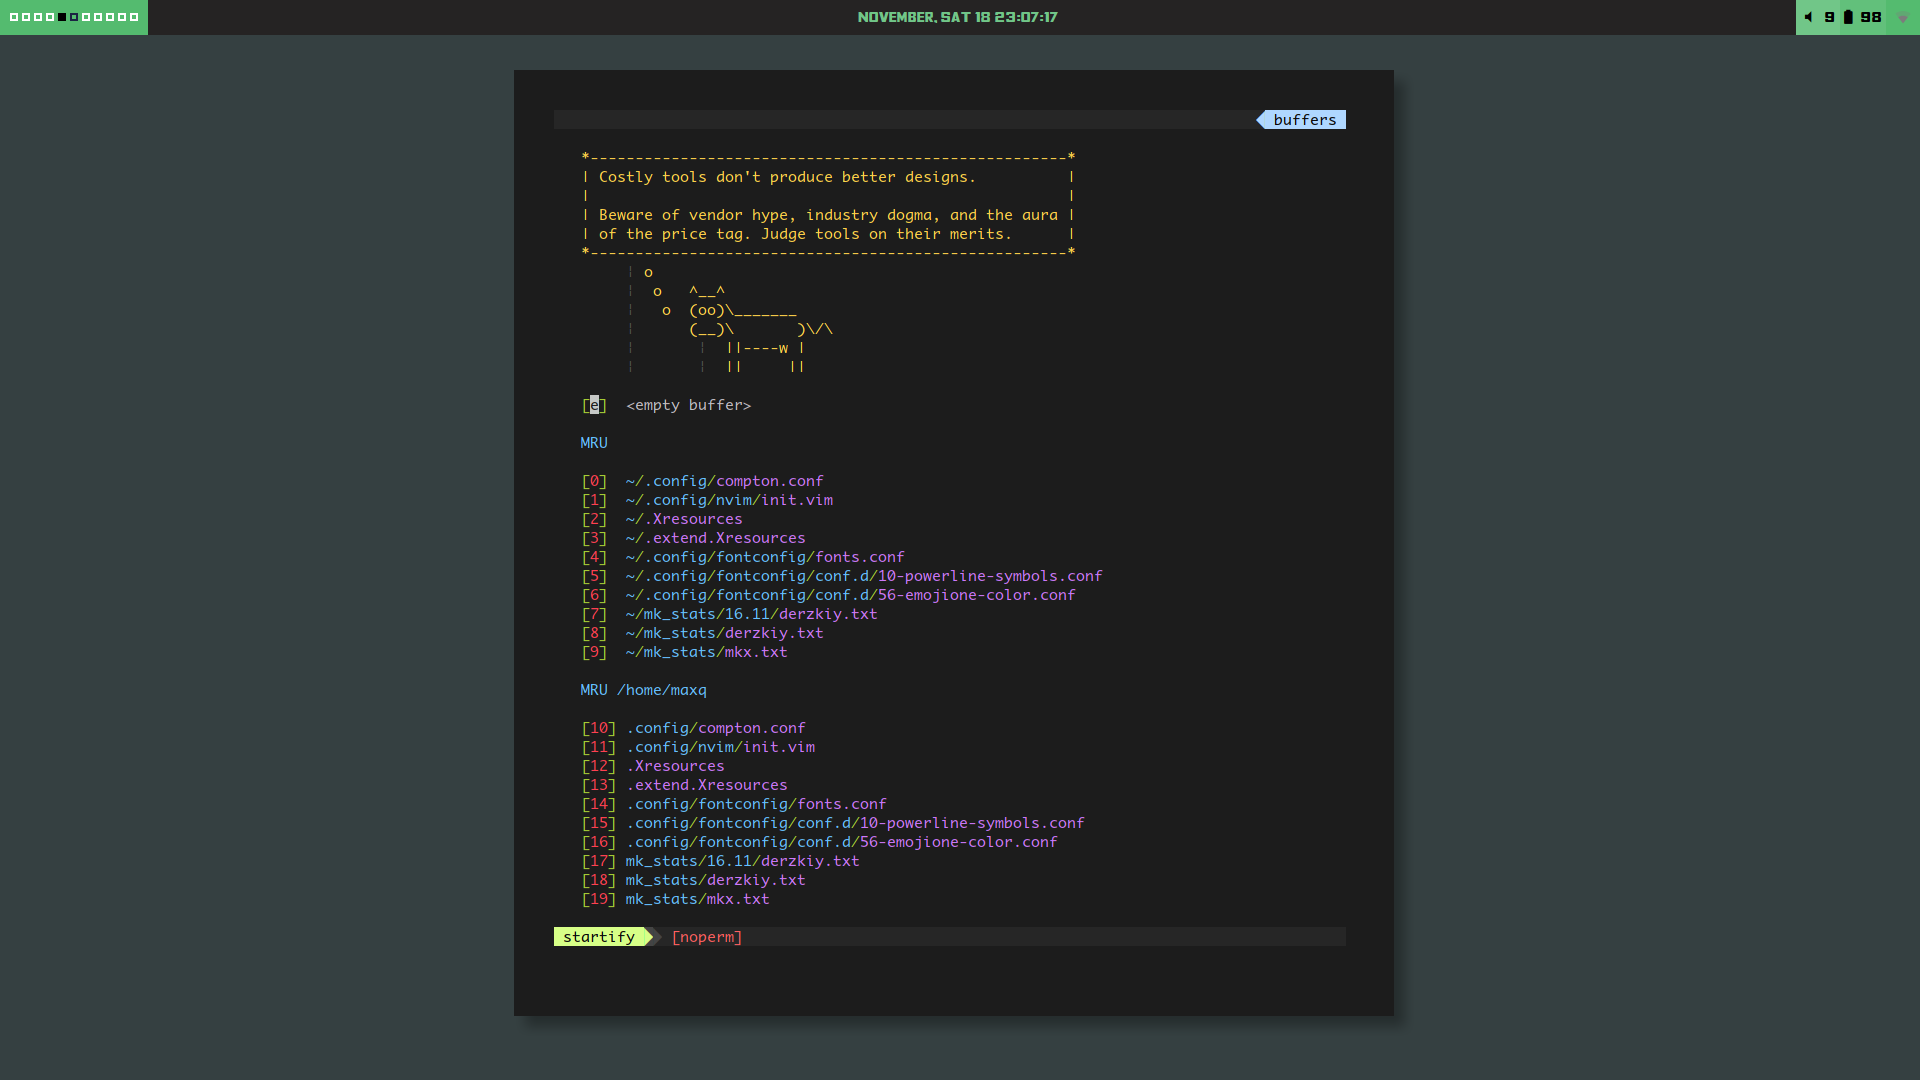 NOVEMBER, SAT 18 23:07:17
9 98
buffers
*-----------------------------------------------------*
| Costly tools don't produce better designs.          |
|                                                     |
| Beware of vendor hype, industry dogma, and the aura |
| of the price tag. Judge tools on their merits.      |
*-----------------------------------------------------*
     ¦ o
     ¦  o   ^__^
     ¦   o  (oo)\_______
     ¦      (__)\       )\/\
     ¦       ¦  ||----w |
     ¦       ¦  ||     ||
[e]  <empty buffer>
MRU
[0]  ~/.config/compton.conf
[1]  ~/.config/nvim/init.vim
[2]  ~/.Xresources
[3]  ~/.extend.Xresources
[4]  ~/.config/fontconfig/fonts.conf
[5]  ~/.config/fontconfig/conf.d/10-powerline-symbols.conf
[6]  ~/.config/fontconfig/conf.d/56-emojione-color.conf
[7]  ~/mk_stats/16.11/derzkiy.txt
[8]  ~/mk_stats/derzkiy.txt
[9]  ~/mk_stats/mkx.txt
MRU /home/maxq
[10] .config/compton.conf
[11] .config/nvim/init.vim
[12] .Xresources
[13] .extend.Xresources
[14] .config/fontconfig/fonts.conf
[15] .config/fontconfig/conf.d/10-powerline-symbols.conf
[16] .config/fontconfig/conf.d/56-emojione-color.conf
[17] mk_stats/16.11/derzkiy.txt
[18] mk_stats/derzkiy.txt
[19] mk_stats/mkx.txt
startify [noperm]